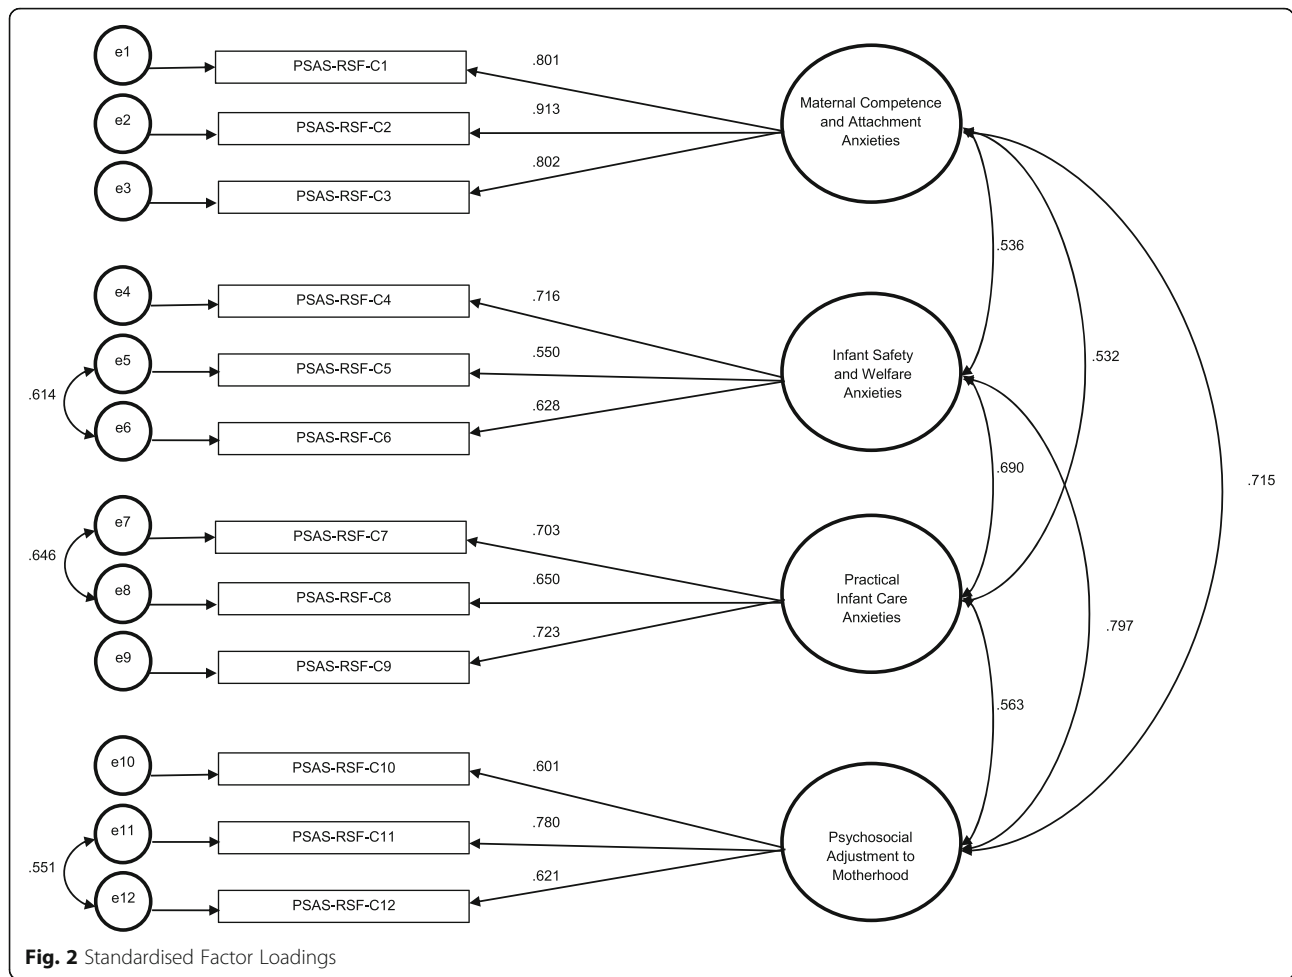 e1
PSAS-RSF-C1
.801
e2
PSAS-RSF-C2
.913
e3
PSAS-RSF-C3
.802
Maternal Competence
and Attachment
Anxieties
.536
e4
PSAS-RSF-C4
.716
e5
PSAS-RSF-C5
.550
.614
e6
PSAS-RSF-C6
.628
Infant Safety
and Welfare
Anxieties
.532
.690
.715
e7
PSAS-RSF-C7
.703
.646
e8
PSAS-RSF-C8
.650
e9
PSAS-RSF-C9
.723
Practical
Infant Care
Anxieties
.797
.563
e10
PSAS-RSF-C10
.601
e11
PSAS-RSF-C11
.780
.551
e12
PSAS-RSF-C12
.621
Psychosocial
Adjustment to
Motherhood
Fig. 2 Standardised Factor Loadings